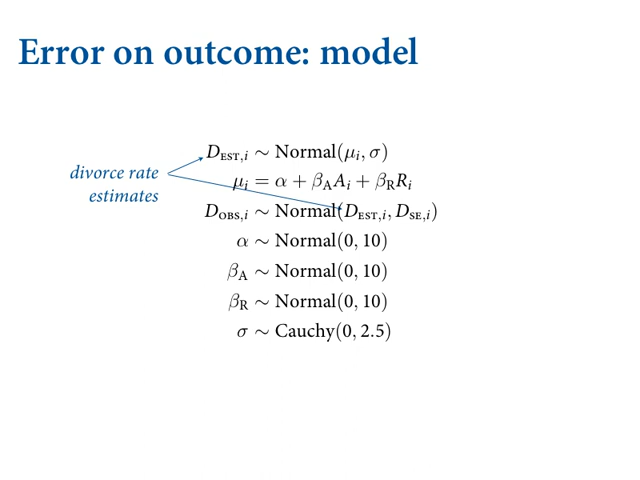 Error on outcome: model
divorce rate
estimates
D_EST,i ∼ Normal(μ_i, σ)
μ_i = α + β_A A_i + β_R R_i
D_OBS,i ∼ Normal(D_EST,i, D_SE,i)
α ∼ Normal(0, 10)
β_A ∼ Normal(0, 10)
β_R ∼ Normal(0, 10)
σ ∼ Cauchy(0, 2.5)